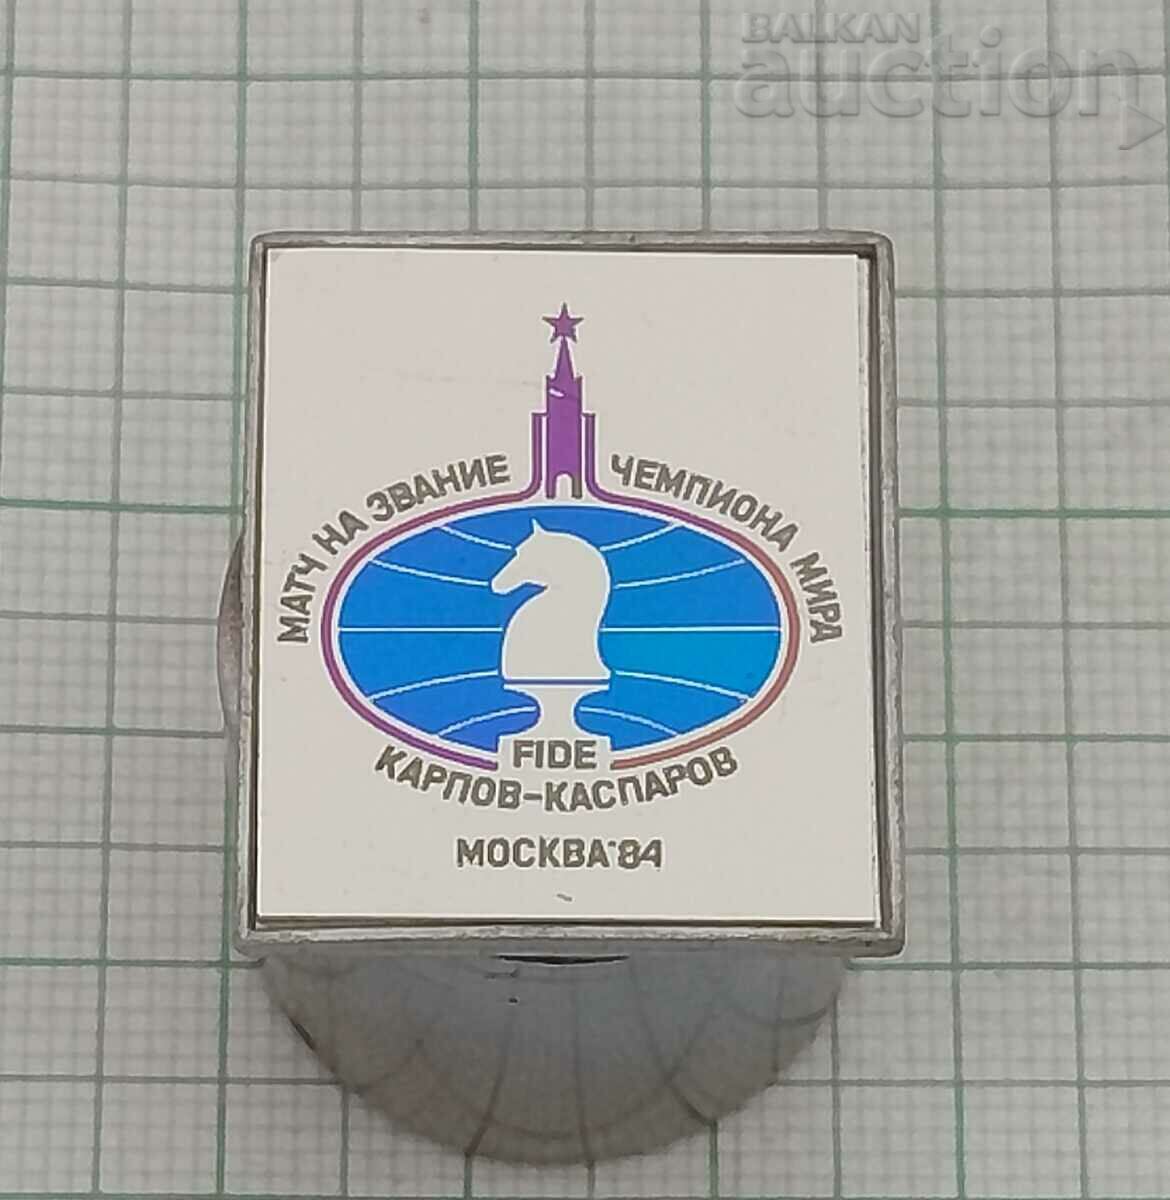 BALKAN
auction
МАТЧ НА ЗВАНИЕ ЧЕМПИОНА МИРА
FIDE
КАРПОВ-КАСПАРОВ
МОСКВА'84